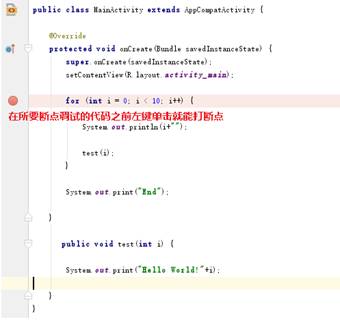 public class MainActivity extends AppCompatActivity {
@Override
protected void onCreate(Bundle savedInstanceState) {
super.onCreate(savedInstanceState);
setContentView(R.layout.activity_main);
for (int i = 0; i < 10; i++) {
在所要断点调试的代码之前左键单击就能打断点
System.out.println(i+"");
test(i);
}
System.out.print("End");
}
public void test(int i) {
System.out.print("Hello World!"+i);
}
}